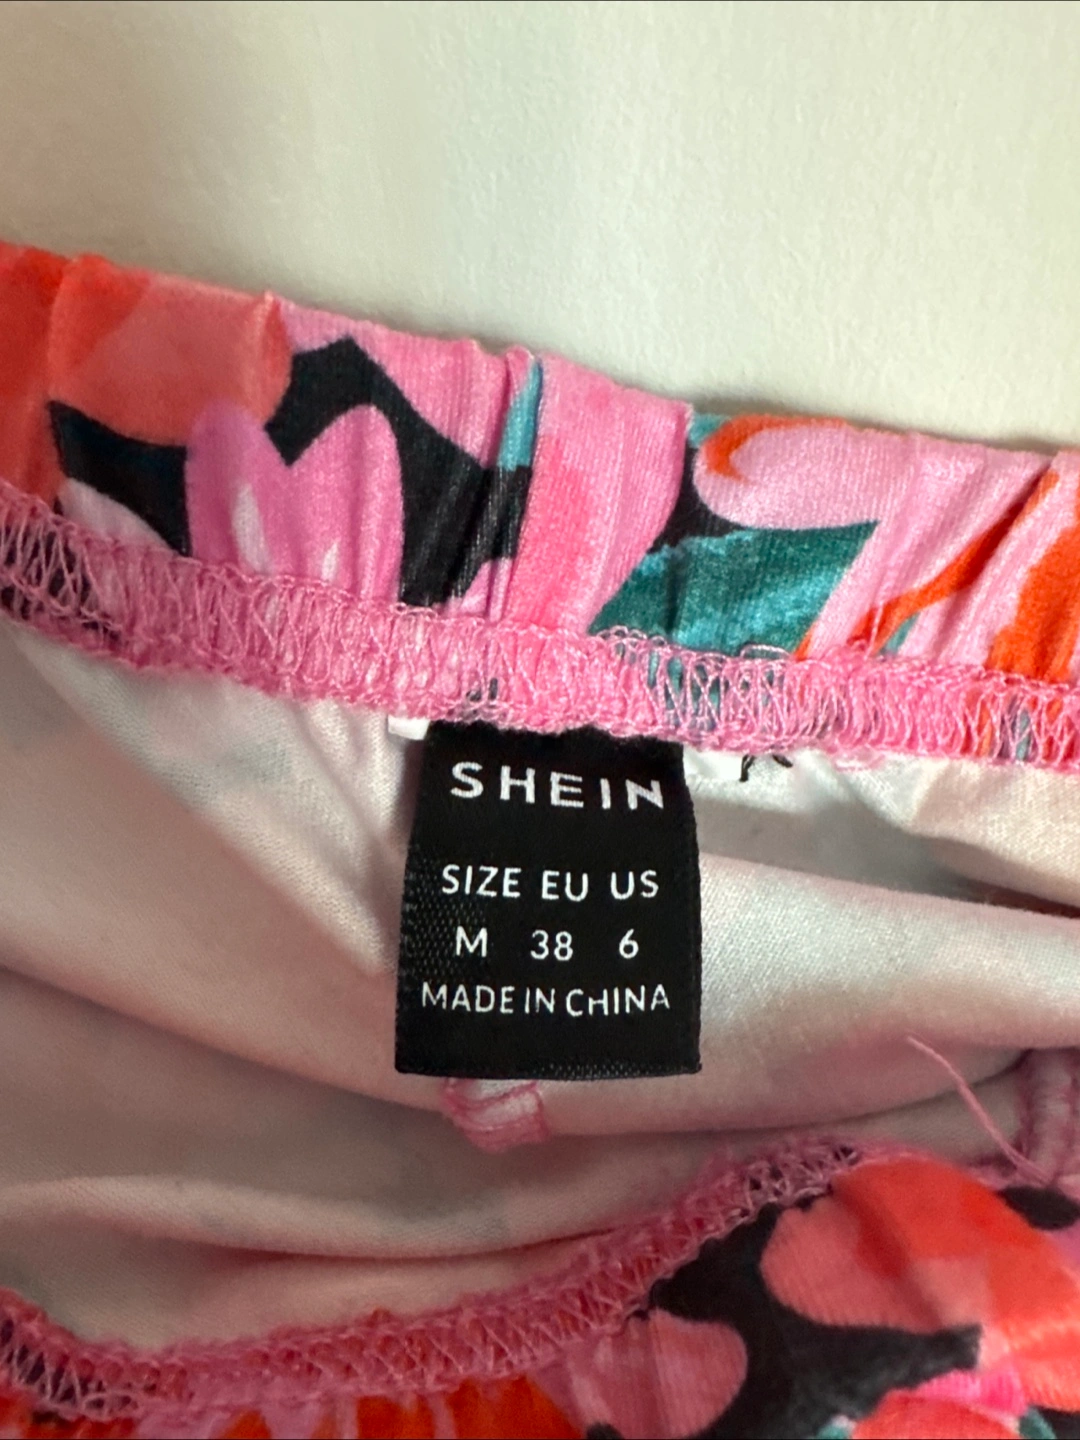 SHEIN
SIZE EU US
M 38 6
MADE IN CHINA